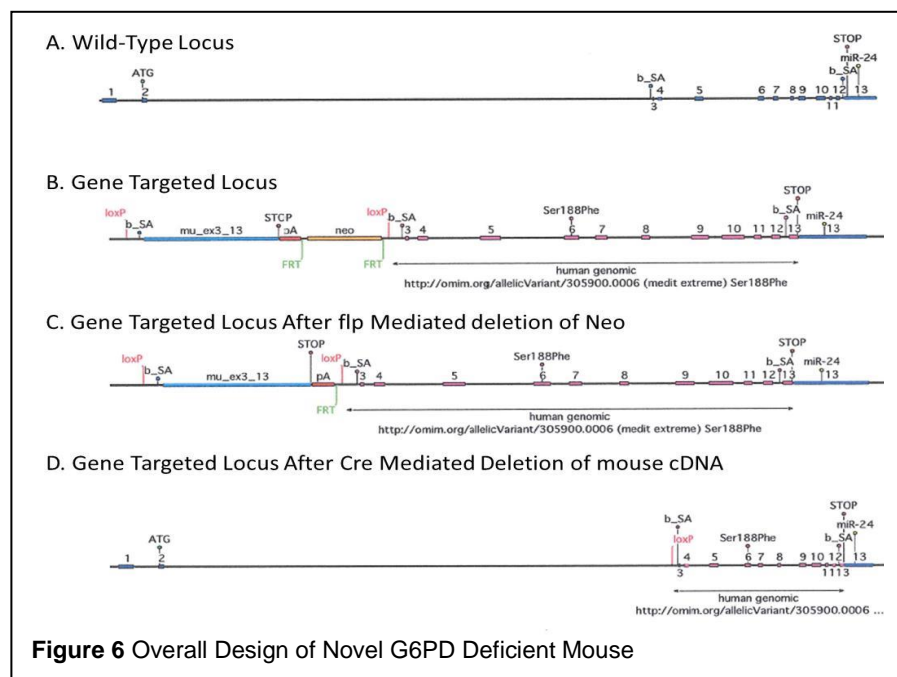 A. Wild-Type Locus
STOP
ATG
b_SA
miR-24
b_SA
1 2 3 4 5 6 7 8 9 10 11 12 13
B. Gene Targeted Locus
loxP
b_SA
mu_ex3_13
STCP
pA
neo
loxP
b_SA
Ser188Phe
STOP
b_SA
miR-24
3 4 5 6 7 8 9 10 11 12 13 13
FRT
FRT
human genomic
http://omim.org/allelicVariant/305900.0006 (medit extreme) Ser188Phe
C. Gene Targeted Locus After flp Mediated deletion of Neo
loxP
b_SA
mu_ex3_13
STOP
pA
loxP
b_SA
Ser188Phe
STOP
b_SA
miR-24
3 4 5 6 7 8 9 10 11 12 13 13
FRT
human genomic
http://omim.org/allelicVariant/305900.0006 (medit extreme) Ser188Phe
D. Gene Targeted Locus After Cre Mediated Deletion of mouse cDNA
STOP
b_SA
miR-24
ATG
loxP
Ser188Phe
b_SA
1 2 3 4 5 6 7 8 9 10 11 12 13 13
human genomic
http://omim.org/allelicVariant/305900.0006 ...
Figure 6 Overall Design of Novel G6PD Deficient Mouse